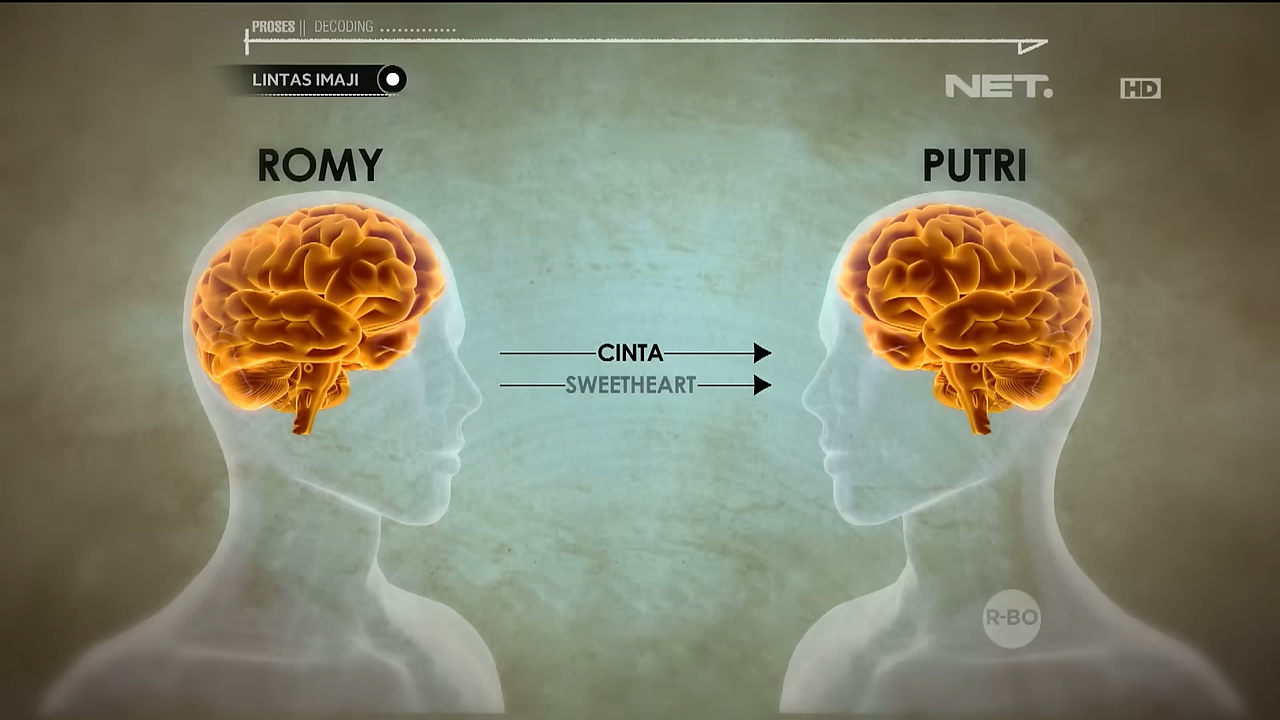 PROSES || DECODING .............
LINTAS IMAJI
NET.
HD
ROMY
PUTRI
CINTA
SWEETHEART
R-BO